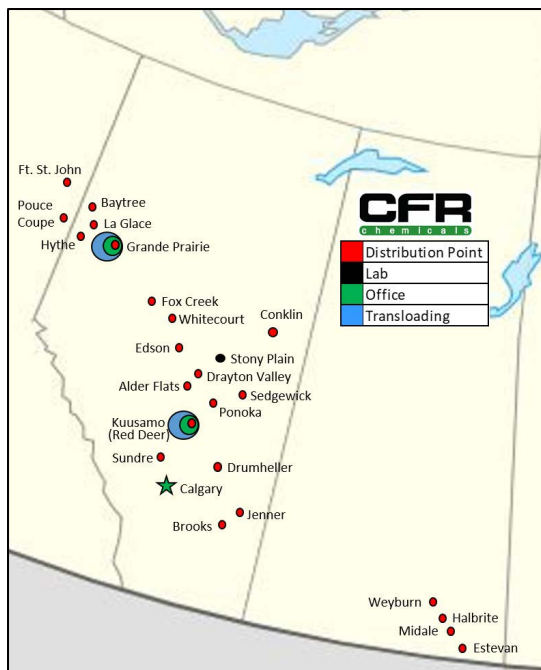 Ft. St. John
Pouce
Coupe
Baytree
La Glace
Hythe
Grande Prairie
CFR
chemicals
Distribution Point
Lab
Office
Transloading
Fox Creek
Whitecourt
Conklin
Edson
Stony Plain
Drayton Valley
Alder Flats
Sedgewick
Ponoka
Kuusamo
(Red Deer)
Sundre
Drumheller
Calgary
Jenner
Brooks
Weyburn
Halbrite
Midale
Estevan